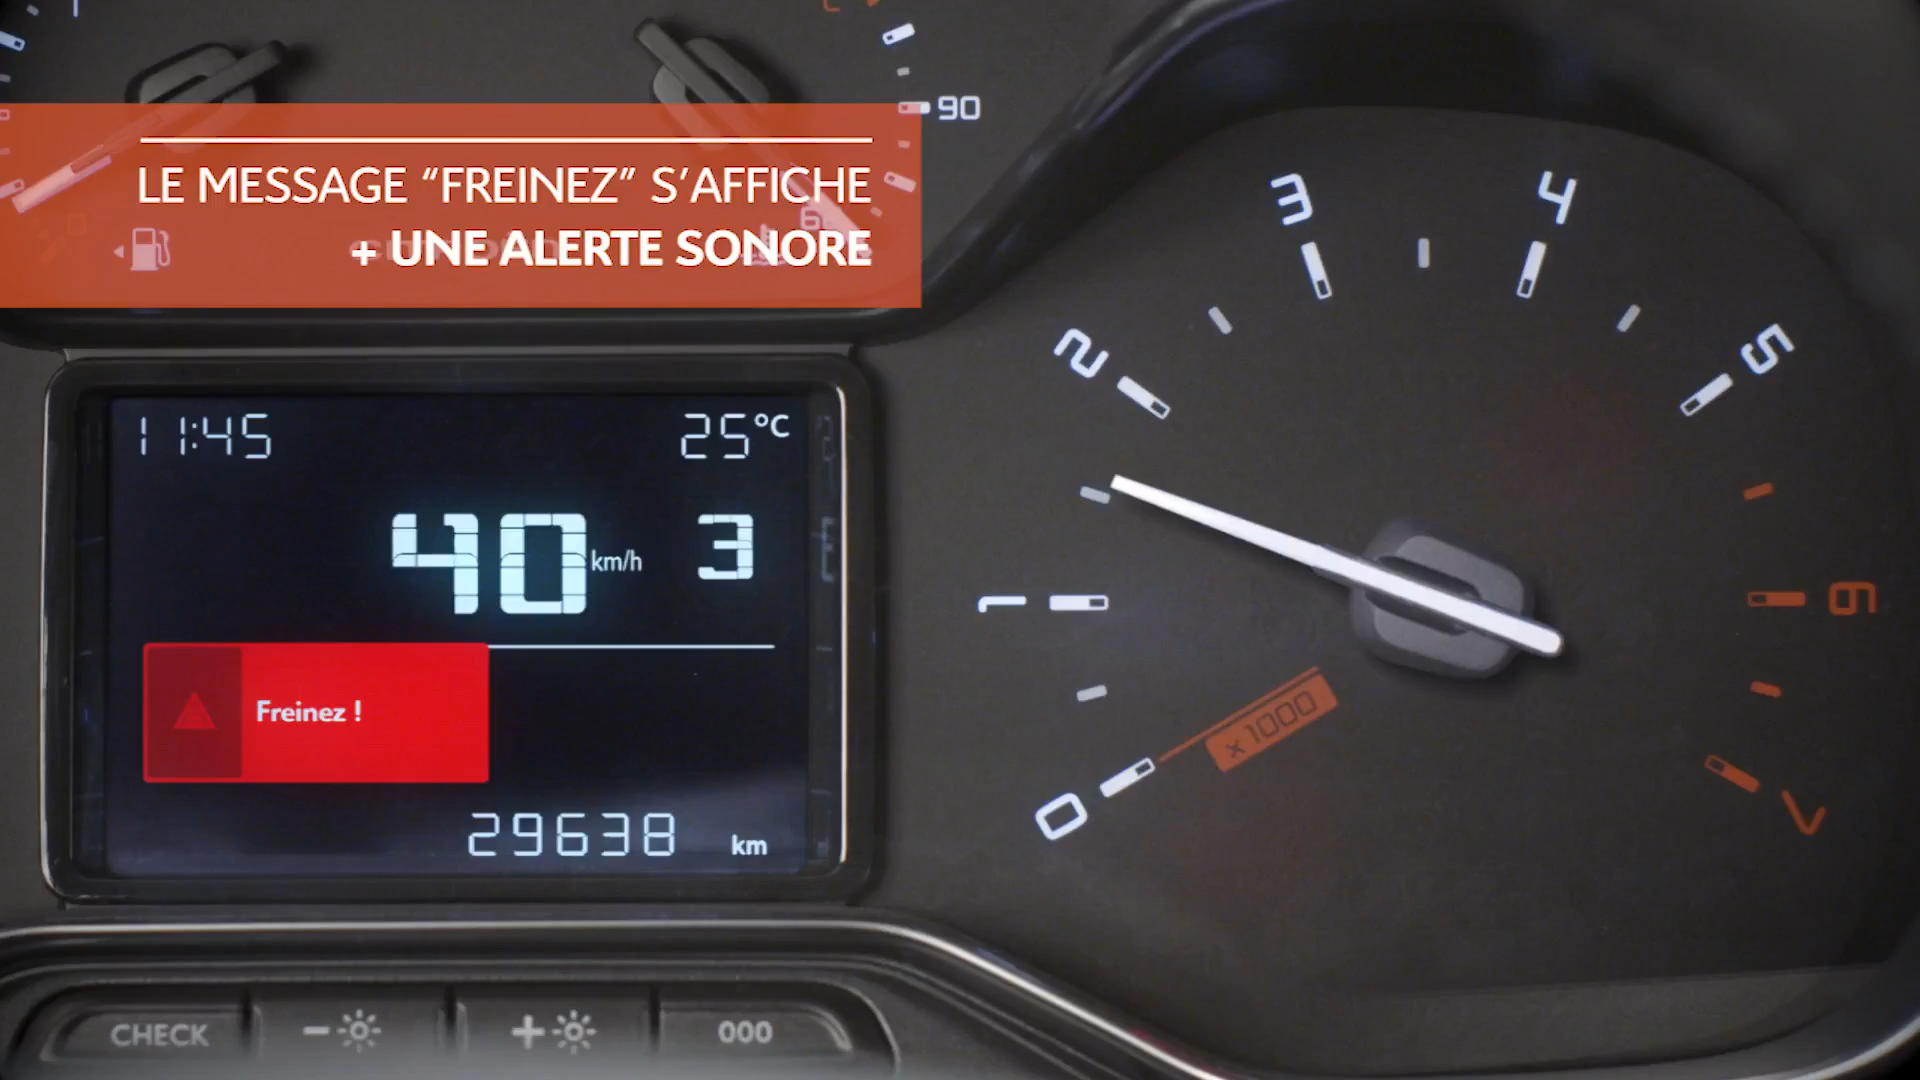 90
LE MESSAGE “FREINEZ” S’AFFICHE
+ UNE ALERTE SONORE
11:45
25°C
40 km/h
3
Freinez !
29638 km
0
1
2
3
4
5
6
7
x1000
CHECK
-
+
000